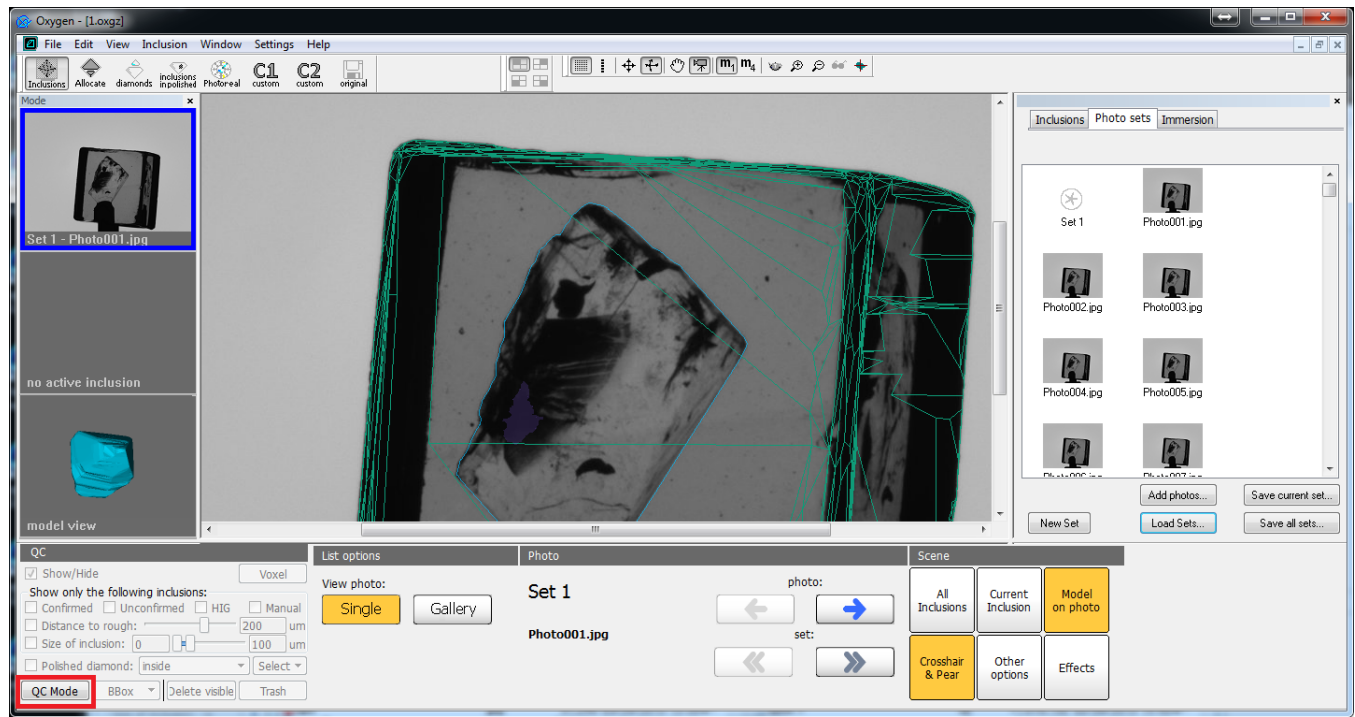 Oxygen - [1.oxgz]
File Edit View Inclusion Window Settings Help
Inclusions Allocate diamonds inclusions in polished Photoreal C1 custom C2 custom original
m1 m4
Mode
Set 1 - Photo001.jpg
no active inclusion
model view
Inclusions Photo sets Immersion
Set 1 Photo001.jpg
Photo002.jpg Photo003.jpg
Photo004.jpg Photo005.jpg
Photo006.jpg Photo007.jpg
Add photos... Save current set...
New Set Load Sets... Save all sets...
QC
Show/Hide Voxel
Show only the following inclusions:
Confirmed Unconfirmed HIG Manual
Distance to rough: 200 um
Size of inclusion: 0 100 um
Polished diamond: inside Select
QC Mode BBox Delete visible Trash
List options
View photo:
Single Gallery
Photo
Set 1
photo:
Photo001.jpg
set:
Scene
All Inclusions
Current Inclusion
Model on photo
Crosshair & Pear
Other options
Effects